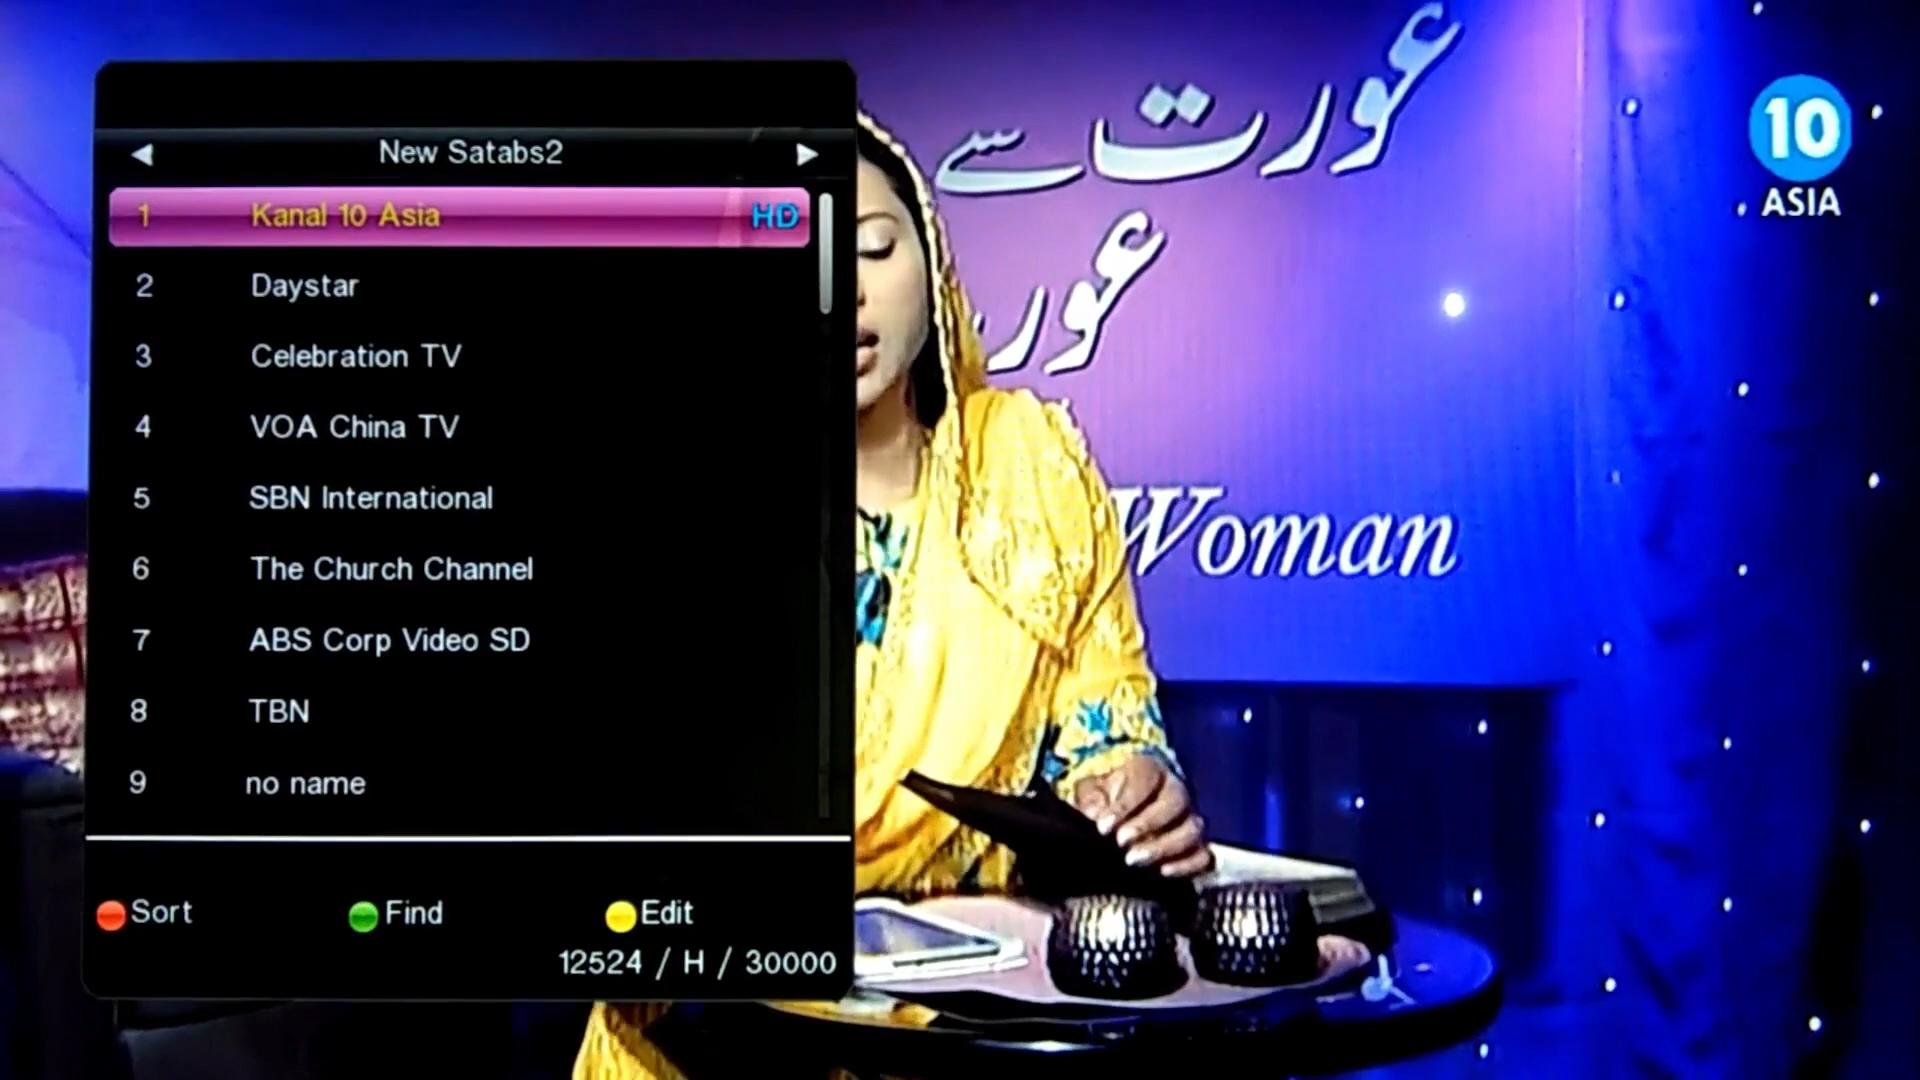 New Satabs2
1 Kanal 10 Asia HD
2 Daystar
3 Celebration TV
4 VOA China TV
5 SBN International
6 The Church Channel
7 ABS Corp Video SD
8 TBN
9 no name
Sort Find Edit
12524 / H / 30000
عورت سے
عور
Woman
10
ASIA